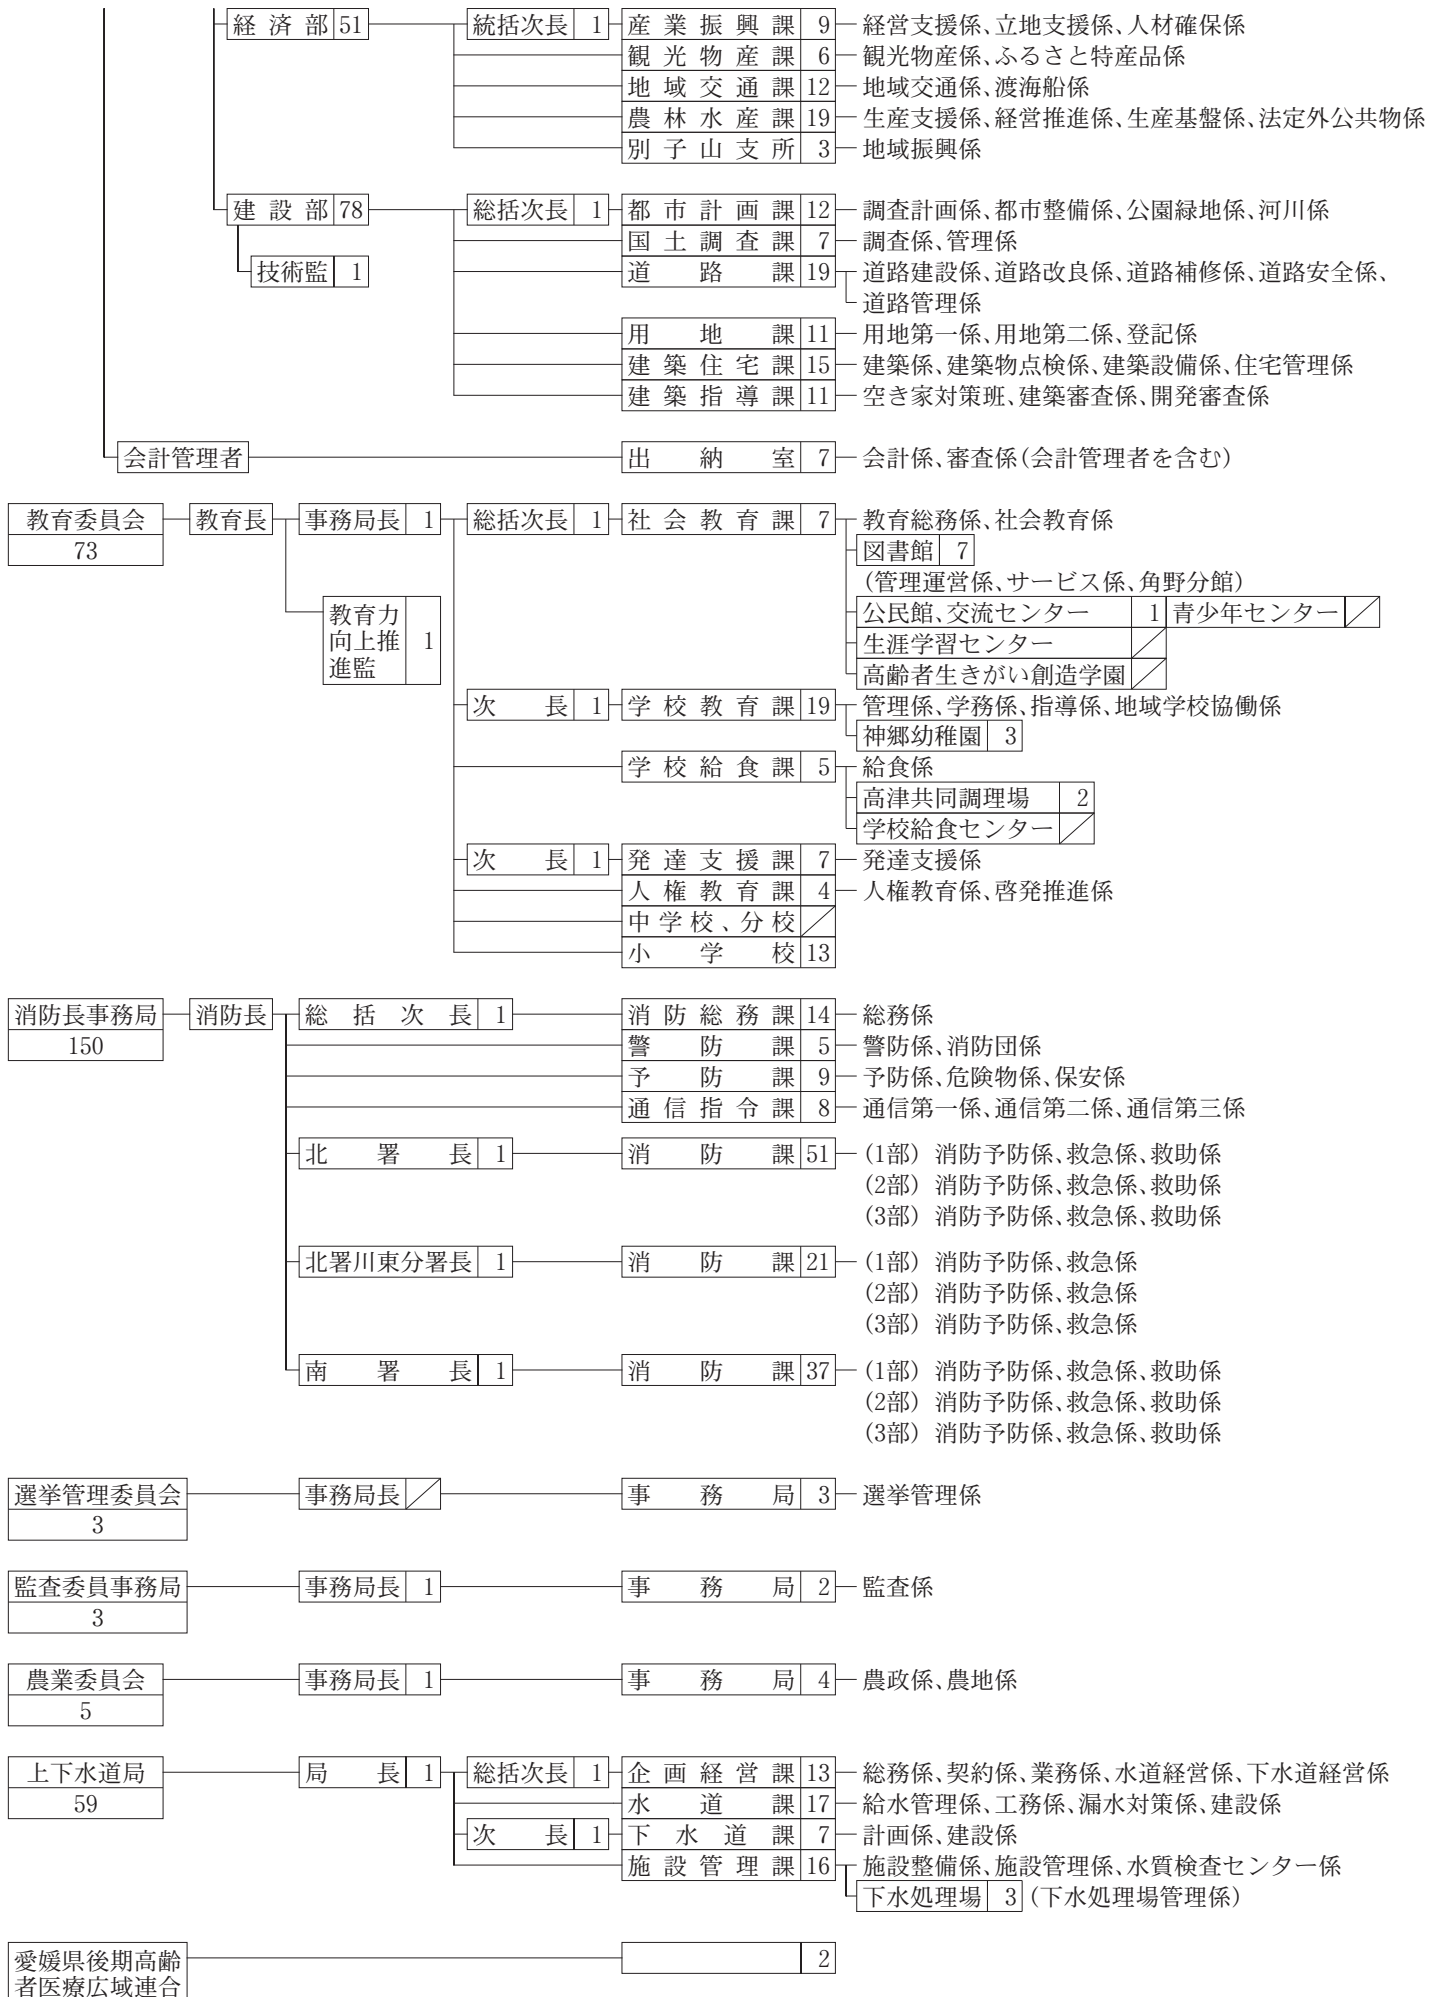 経済部 51 統括次長 1 産業振興課 9 経営支援係、立地支援係、人材確保係
観光物産課 6 観光物産係、ふるさと特産品係
地域交通課 12 地域交通係、渡海船係
農林水産課 19 生産支援係、経営推進係、生産基盤係、法定外公共物係
別子山支所 3 地域振興係
建設部 78 総括次長 1 都市計画課 12 調査計画係、都市整備係、公園緑地係、河川係
国土調査課 7 調査係、管理係
技術監 1 道路課 19 道路建設係、道路改良係、道路補修係、道路安全係、
道路管理係
用地課 11 用地第一係、用地第二係、登記係
建築住宅課 15 建築係、建築物点検係、建築設備係、住宅管理係
建築指導課 11 空き家対策班、建築審査係、開発審査係
会計管理者 出納室 7 会計係、審査係(会計管理者を含む)
教育委員会 教育長 事務局長 1 総括次長 1 社会教育課 7 教育総務係、社会教育係
73 図書館 7
(管理運営係、サービス係、角野分館)
教育力 公民館、交流センター 1 青少年センター
向上推 1 生涯学習センター
進監 高齢者生きがい創造学園
次長 1 学校教育課 19 管理係、学務係、指導係、地域学校協働係
神郷幼稚園 3
学校給食課 5 給食係
高津共同調理場 2
学校給食センター
次長 1 発達支援課 7 発達支援係
人権教育課 4 人権教育係、啓発推進係
中学校、分校
小学校 13
消防長事務局 消防長 総括次長 1 消防総務課 14 総務係
150 警防課 5 警防係、消防団係
予防課 9 予防係、危険物係、保安係
通信指令課 8 通信第一係、通信第二係、通信第三係
北署長 1 消防課 51 (1部) 消防予防係、救急係、救助係
(2部) 消防予防係、救急係、救助係
(3部) 消防予防係、救急係、救助係
北署川東分署長 1 消防課 21 (1部) 消防予防係、救急係
(2部) 消防予防係、救急係
(3部) 消防予防係、救急係
南署長 1 消防課 37 (1部) 消防予防係、救急係、救助係
(2部) 消防予防係、救急係、救助係
(3部) 消防予防係、救急係、救助係
選挙管理委員会 事務局長 事務局 3 選挙管理係
3
監査委員事務局 事務局長 1 事務局 2 監査係
3
農業委員会 事務局長 1 事務局 4 農政係、農地係
5
上下水道局 局長 1 総括次長 1 企画経営課 13 総務係、契約係、業務係、水道経営係、下水道経営係
59 水道課 17 給水管理係、工務係、漏水対策係、建設係
次長 1 下水道課 7 計画係、建設係
施設管理課 16 施設整備係、施設管理係、水質検査センター係
下水処理場 3 (下水処理場管理係)
愛媛県後期高齢 2
者医療広域連合